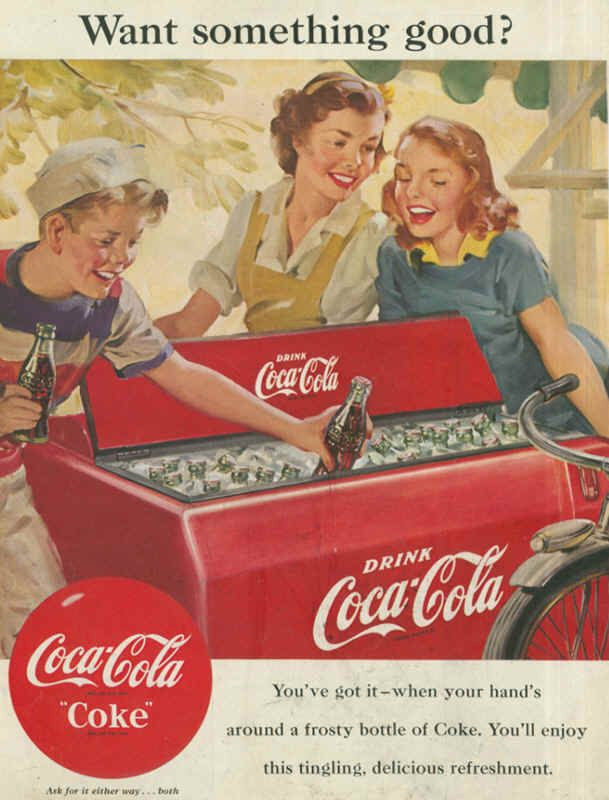 Want something good?
DRINK
Coca-Cola
DRINK
Coca-Cola
Coca-Cola
"Coke"
Ask for it either way . . . both
You've got it–when your hand's
around a frosty bottle of Coke. You'll enjoy
this tingling, delicious refreshment.